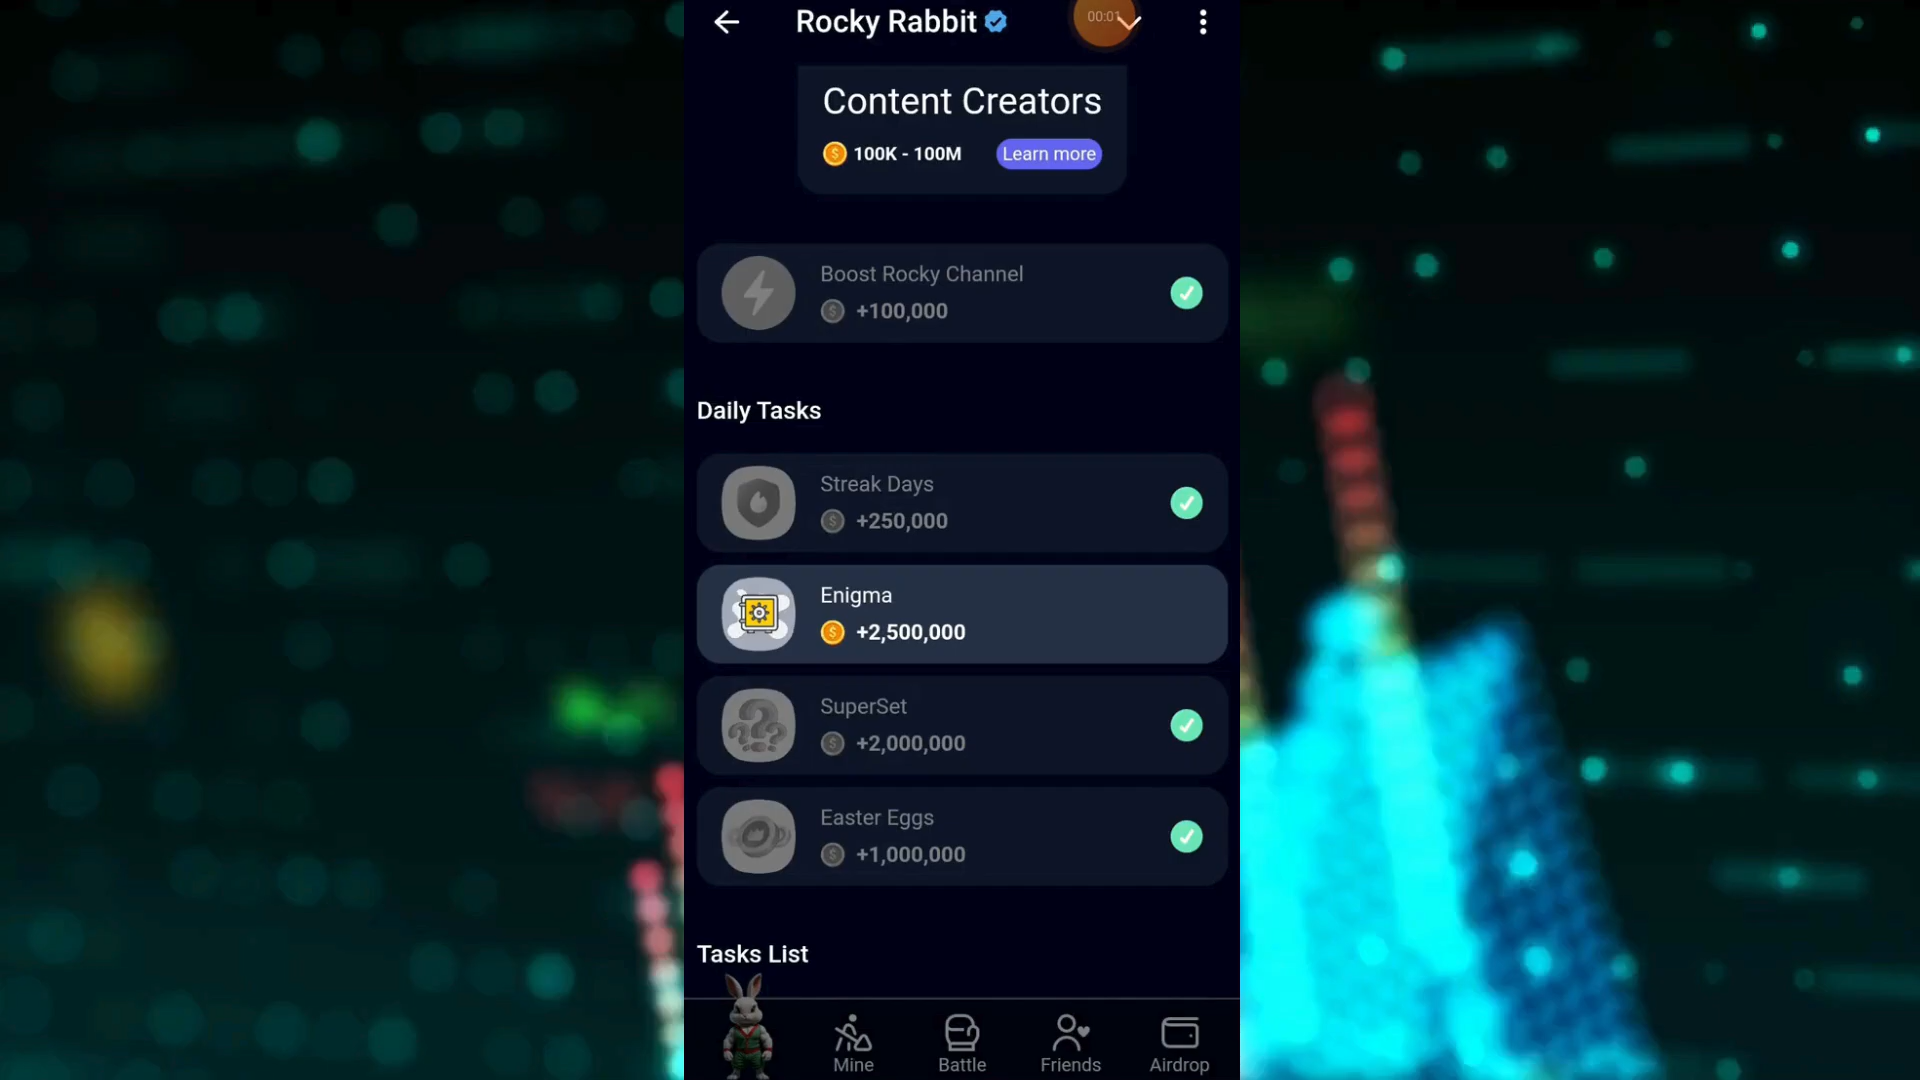 Rocky Rabbit
00:01
Content Creators
100K - 100M
Learn more
Boost Rocky Channel
+100,000
Daily Tasks
Streak Days
+250,000
Enigma
+2,500,000
SuperSet
+2,000,000
Easter Eggs
+1,000,000
Tasks List
Mine
Battle
Friends
Airdrop